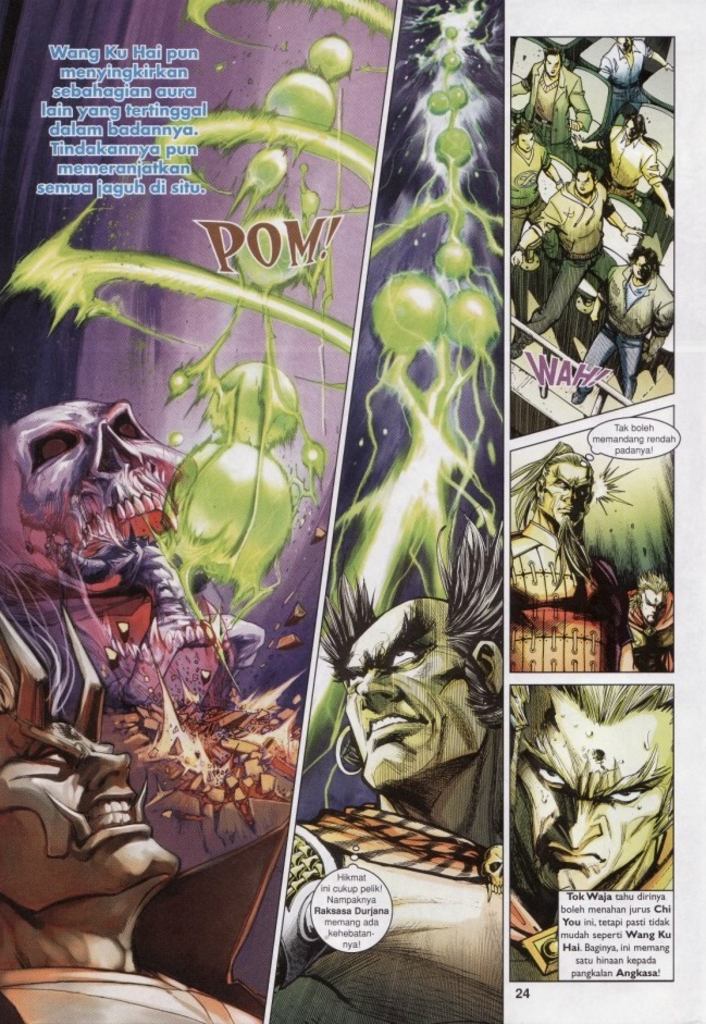 Wang Ku Hai pun
menyingkirkan
sebahagian aura
lain yang tertinggal
dalam badannya.
Tindakannya pun
memeranjatkan
semua jaguh di situ.
POM!
Hikmat
ini cukup pelik!
Nampaknya
Raksasa Durjana
memang ada
kehebatan-
nya!
WAH!
Tak boleh
memandang rendah
padanya!
Tok Waja tahu dirinya
boleh menahan jurus Chi
You ini, tetapi pasti tidak
mudah seperti Wang Ku
Hai. Baginya, ini memang
satu hinaan kepada
pangkalan Angkasa!
24